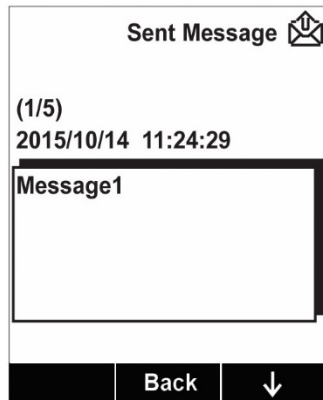 Sent Message
(1/5)
2015/10/14 11:24:29
Message1
Back ↓